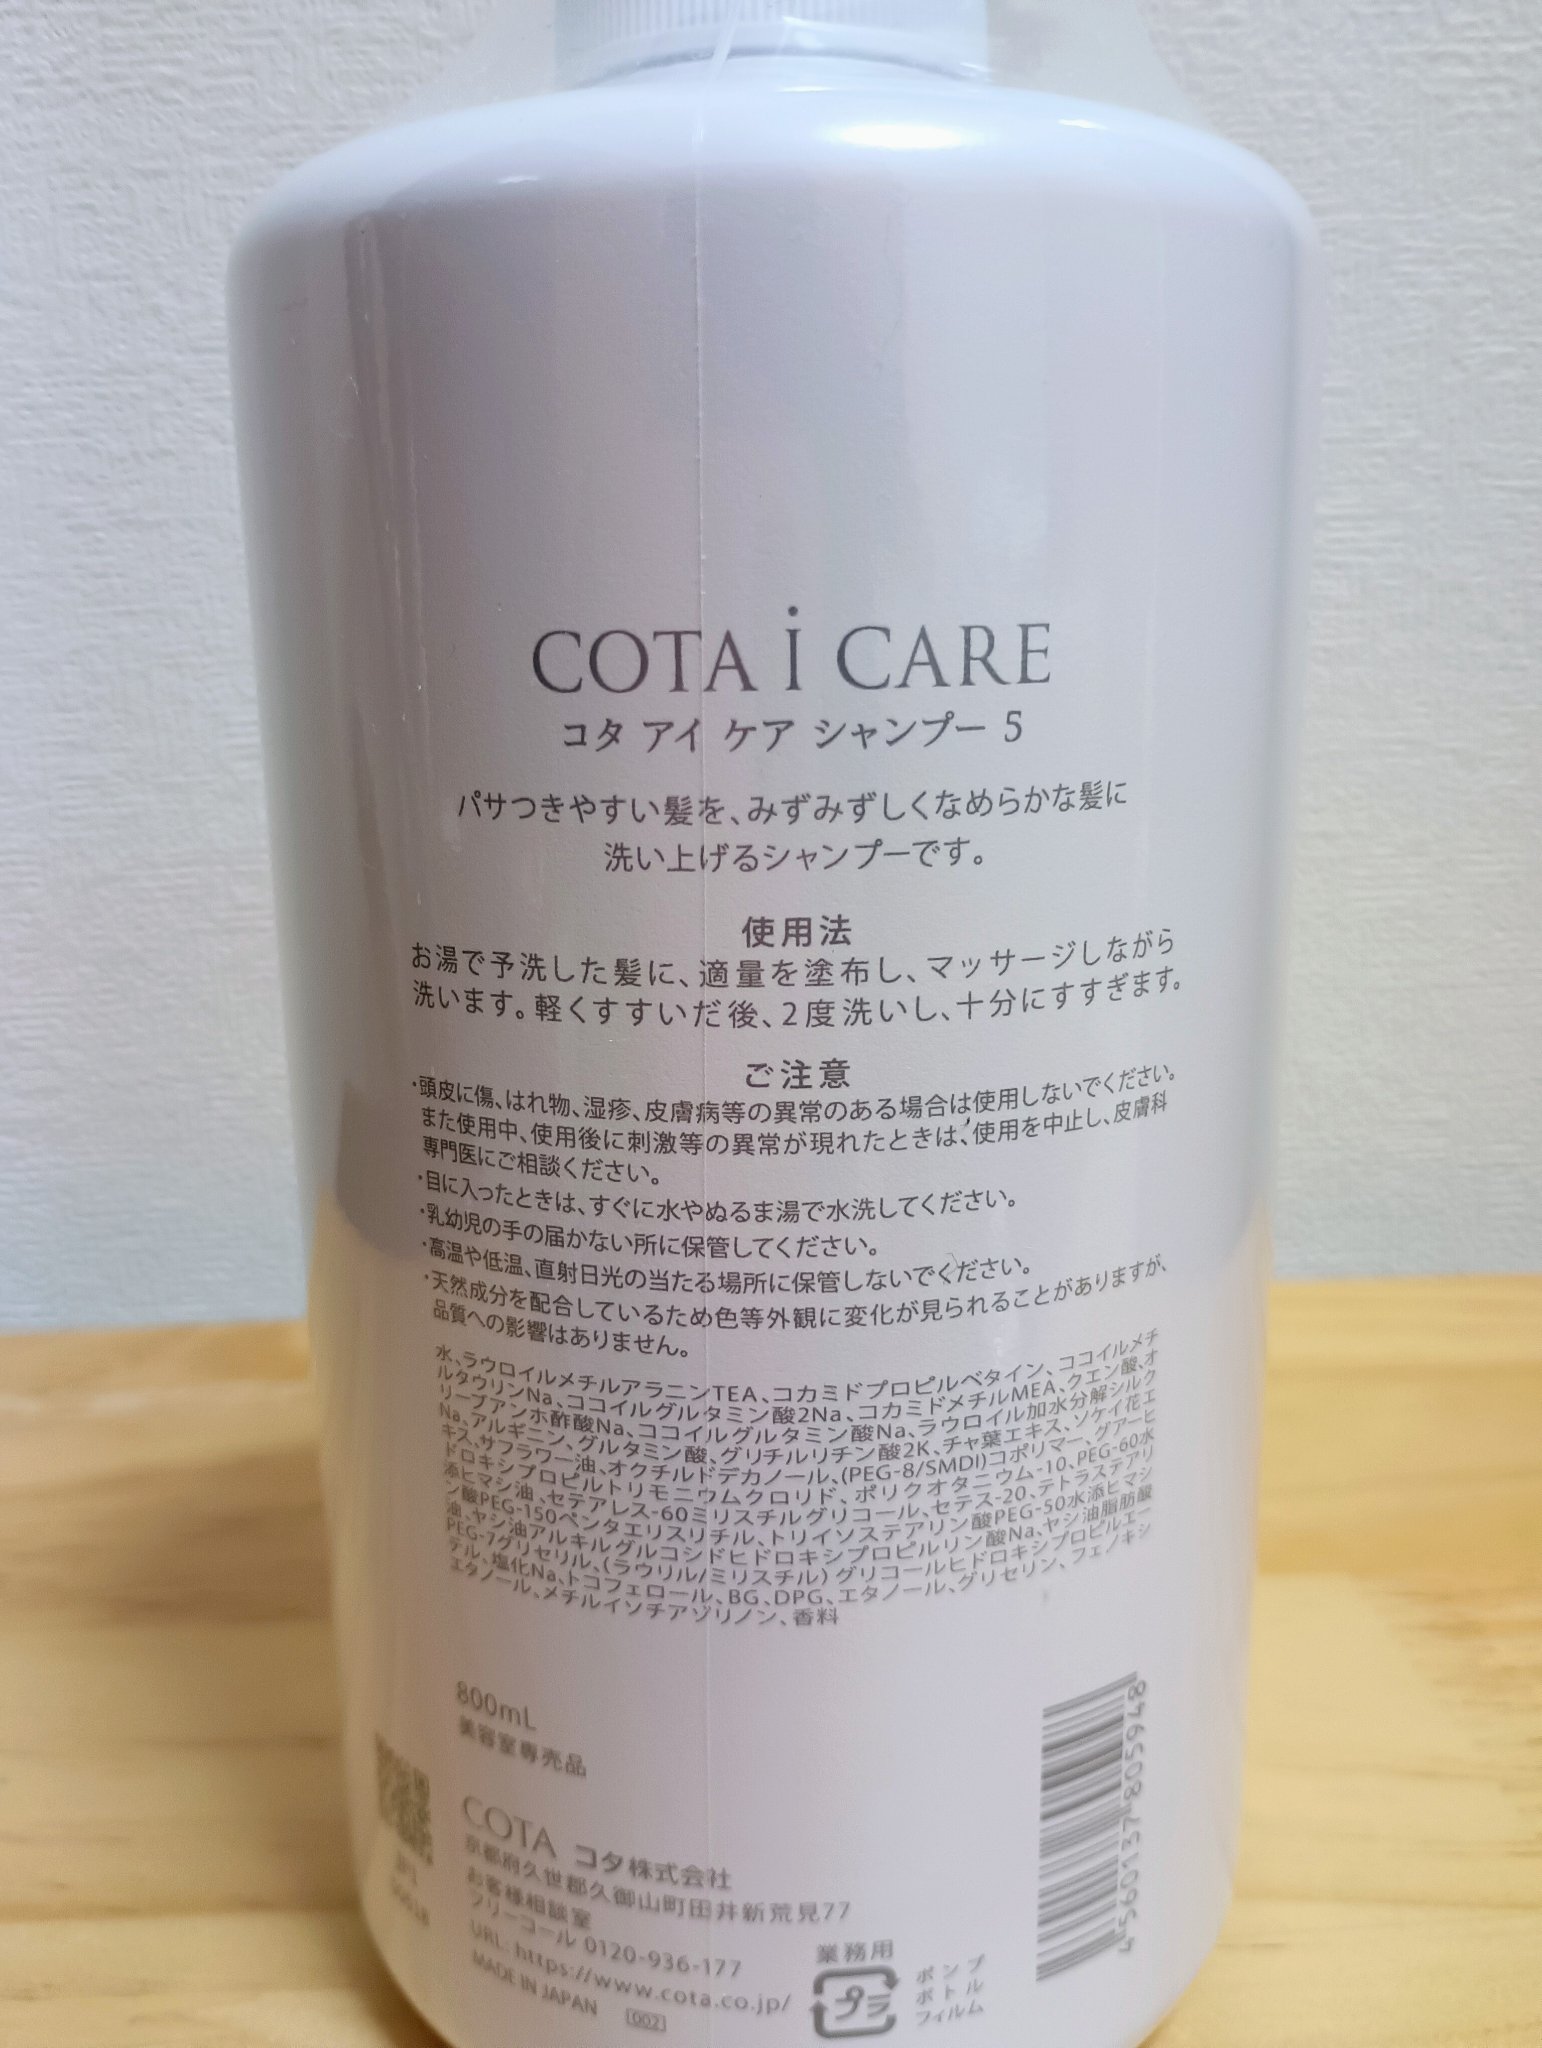 COTA i CARE
コタ アイ ケア シャンプー 5
パサつきやすい髪を、みずみずしくなめらかな髪に
洗い上げるシャンプーです。
使用法
お湯で予洗した髪に、適量を塗布し、マッサージしながら
洗います。軽くすすいだ後、2度洗いし、十分にすすぎます。
ご注意
・頭皮に傷、はれ物、湿疹、皮膚病等の異常のある場合は使用しないでください。
また使用中、使用後に刺激等の異常が現れたときは、使用を中止し、皮膚科
専門医にご相談ください。
・目に入ったときは、すぐに水やぬるま湯で水洗してください。
・乳幼児の手の届かない所に保管してください。
・高温や低温、直射日光の当たる場所に保管しないでください。
・天然成分を配合しているため色等外観に変化が見られることがありますが、
品質への影響はありません。
水、ラウロイルメチルアラニンTEA、コカミドプロピルベタイン、ココイルメチ
ルタウリンNa、ココイルグルタミン酸2Na、コカミドメチルMEA、クエン酸、オ
リーブアンホ酢酸Na、ココイルグルタミン酸Na、ラウロイル加水分解シルク
Na、アルギニン、グルタミン酸、グリチルリチン酸2K、チャ葉エキス、ソケイ花エ
キス、サフラワー油、オクチルドデカノール、(PEG-8/SMDI)コポリマー、グアーヒ
ドロキシプロピルトリモニウムクロリド、ポリクオタニウム-10、PEG-60水
添ヒマシ油、セテアレス-60ミリスチルグリコール、セテス-20、テトラステアリ
ン酸PEG-150ペンタエリスリチル、トリイソステアリン酸PEG-50水添ヒマシ
油、ヤシ油アルキルグルコシドヒドロキシプロピルリン酸Na、ヤシ油脂肪酸
PEG-7グリセリル、(ラウリル/ミリスチル)グリコールヒドロキシプロピルエー
テル、塩化Na、トコフェロール、BG、DPG、エタノール、グリセリン、フェノキシ
エタノール、メチルイソチアゾリノン、香料
800mL
美容室専売品
COTA コタ株式会社
京都府久世郡久御山町田井新荒見77
お客様相談室
フリーコール 0120-936-177
URL: https://www.cota.co.jp/
MADE IN JAPAN 002
業務用
プラ
ポンプ
ボトル
フィルム
4560137805948